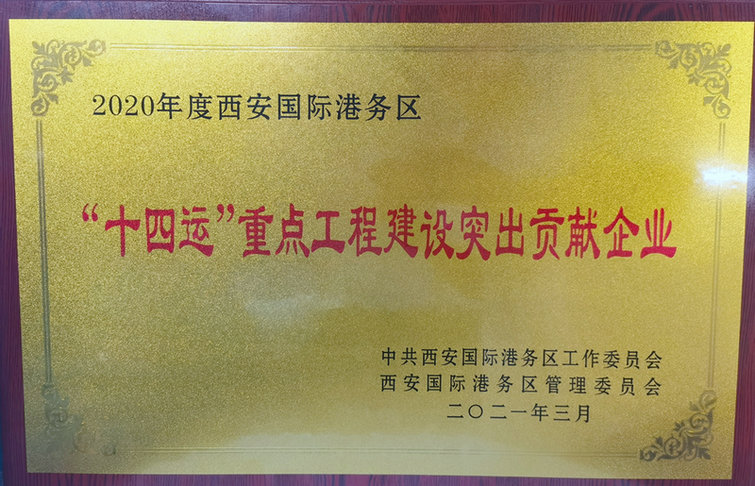 2020年度西安国际港务区
“十四运”重点工程建设突出贡献企业
中共西安国际港务区工作委员会
西安国际港务区管理委员会
二〇二一年三月